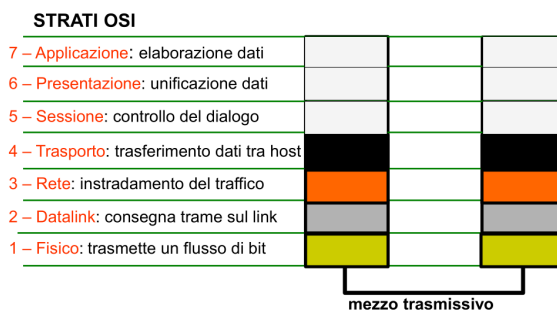 STRATI OSI
7 – Applicazione: elaborazione dati
6 – Presentazione: unificazione dati
5 – Sessione: controllo del dialogo
4 – Trasporto: trasferimento dati tra host
3 – Rete: instradamento del traffico
2 – Datalink: consegna trame sul link
1 – Fisico: trasmette un flusso di bit
mezzo trasmissivo